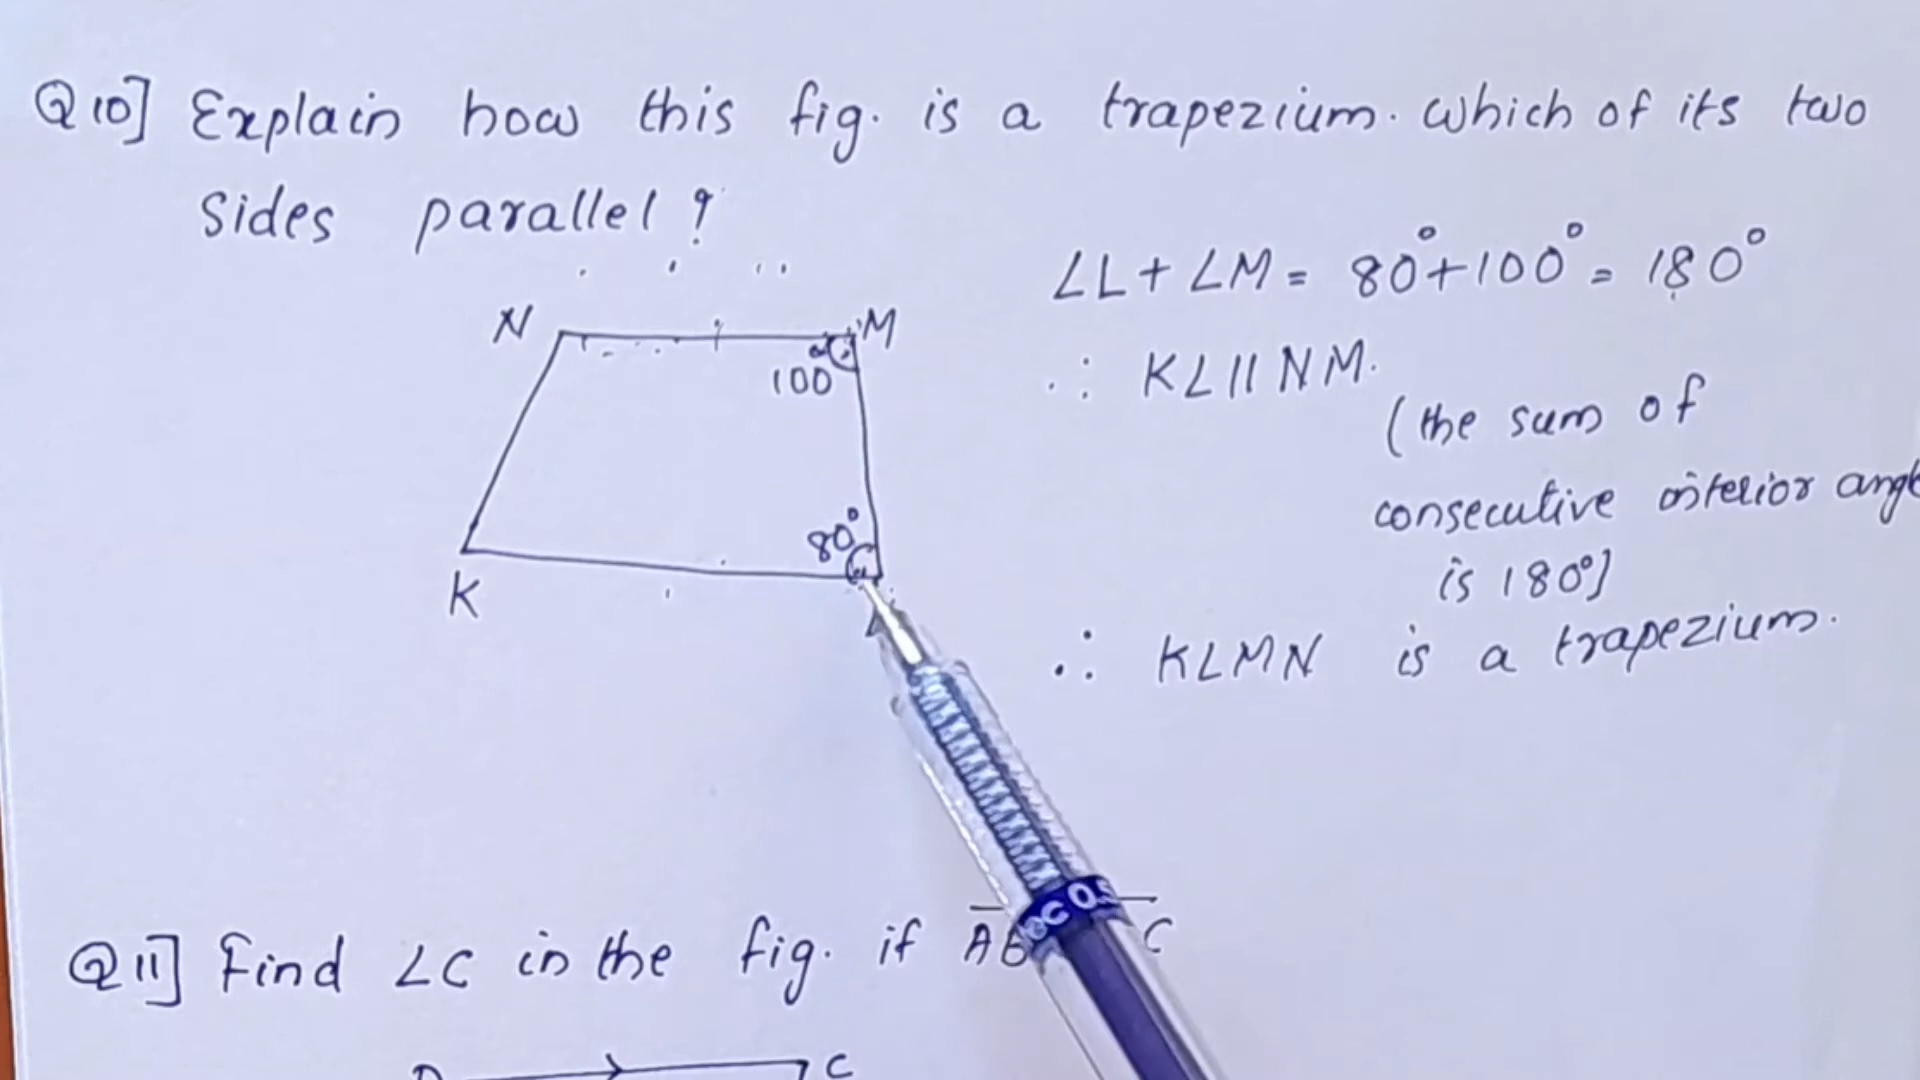 Q10] Explain how this fig. is a trapezium. which of its two
sides parallel?
N
M
100°
80°
K
∠L + ∠M = 80° + 100° = 180°
∴ KL || NM.
(the sum of
consecutive interior
is 180°]
∴ KLMN is a trapezium.
Q11] Find ∠C in the fig. if
C